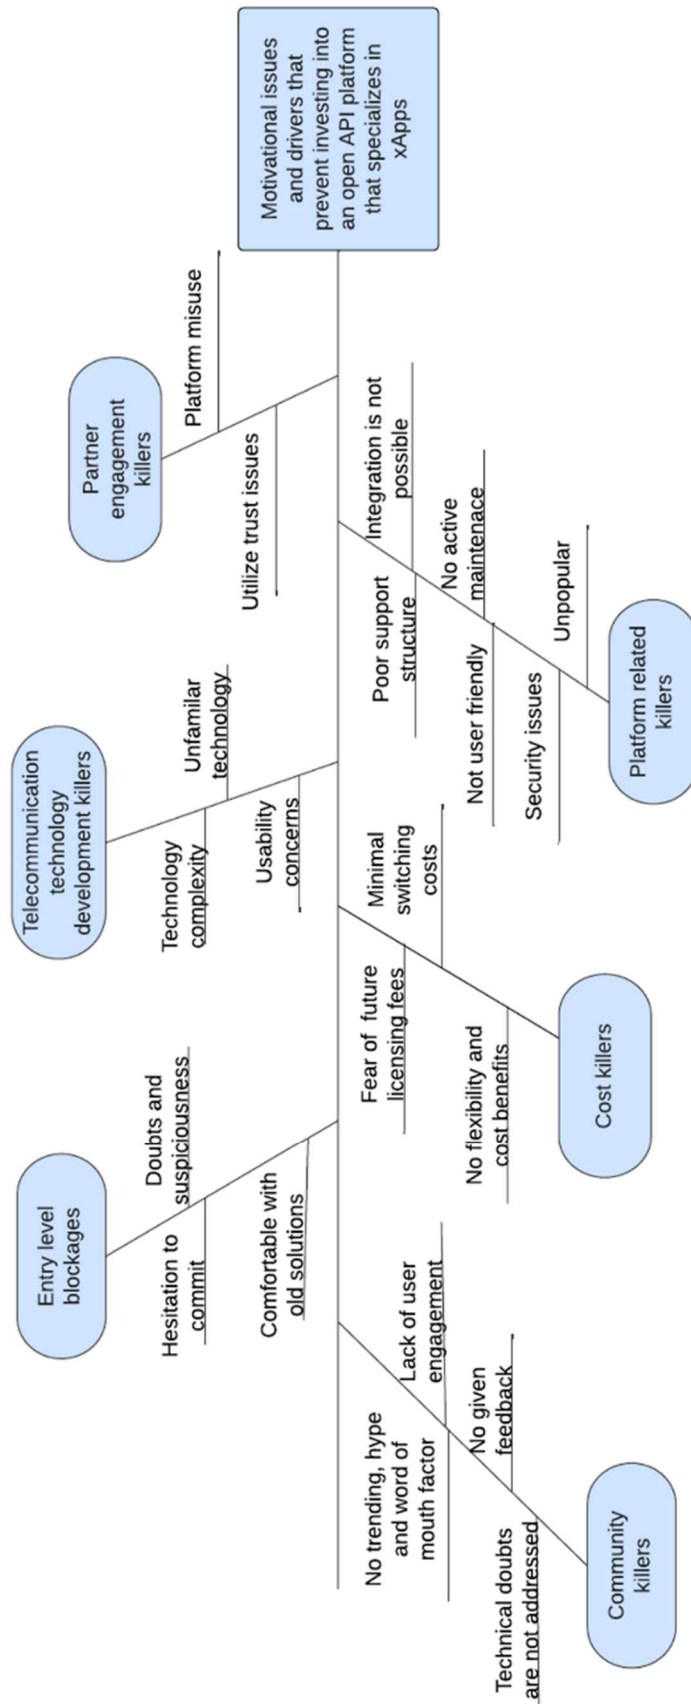 Entry level
blockages
Hesitation to
commit
Doubts and
suspiciousness
Comfortable with
old solutions
Telecommunication
technology
development killers
Technology
complexity
Unfamilar
technology
Usability
concerns
Partner
engagement
killers
Platform misuse
Utilize trust issues
Motivational issues
and drivers that
prevent investing into
an open API platform
that specializes in
xApps
No trending, hype
and word of
mouth factor
Lack of user
engagement
Technical doubts
are not addressed
No given
feedback
Community
killers
Fear of future
licensing fees
Minimal
switching
costs
No flexibility and
cost benefits
Cost killers
Poor support
structure
Integration is not
possible
Not user friendly
No active
maintenace
Security issues
Unpopular
Platform related
killers